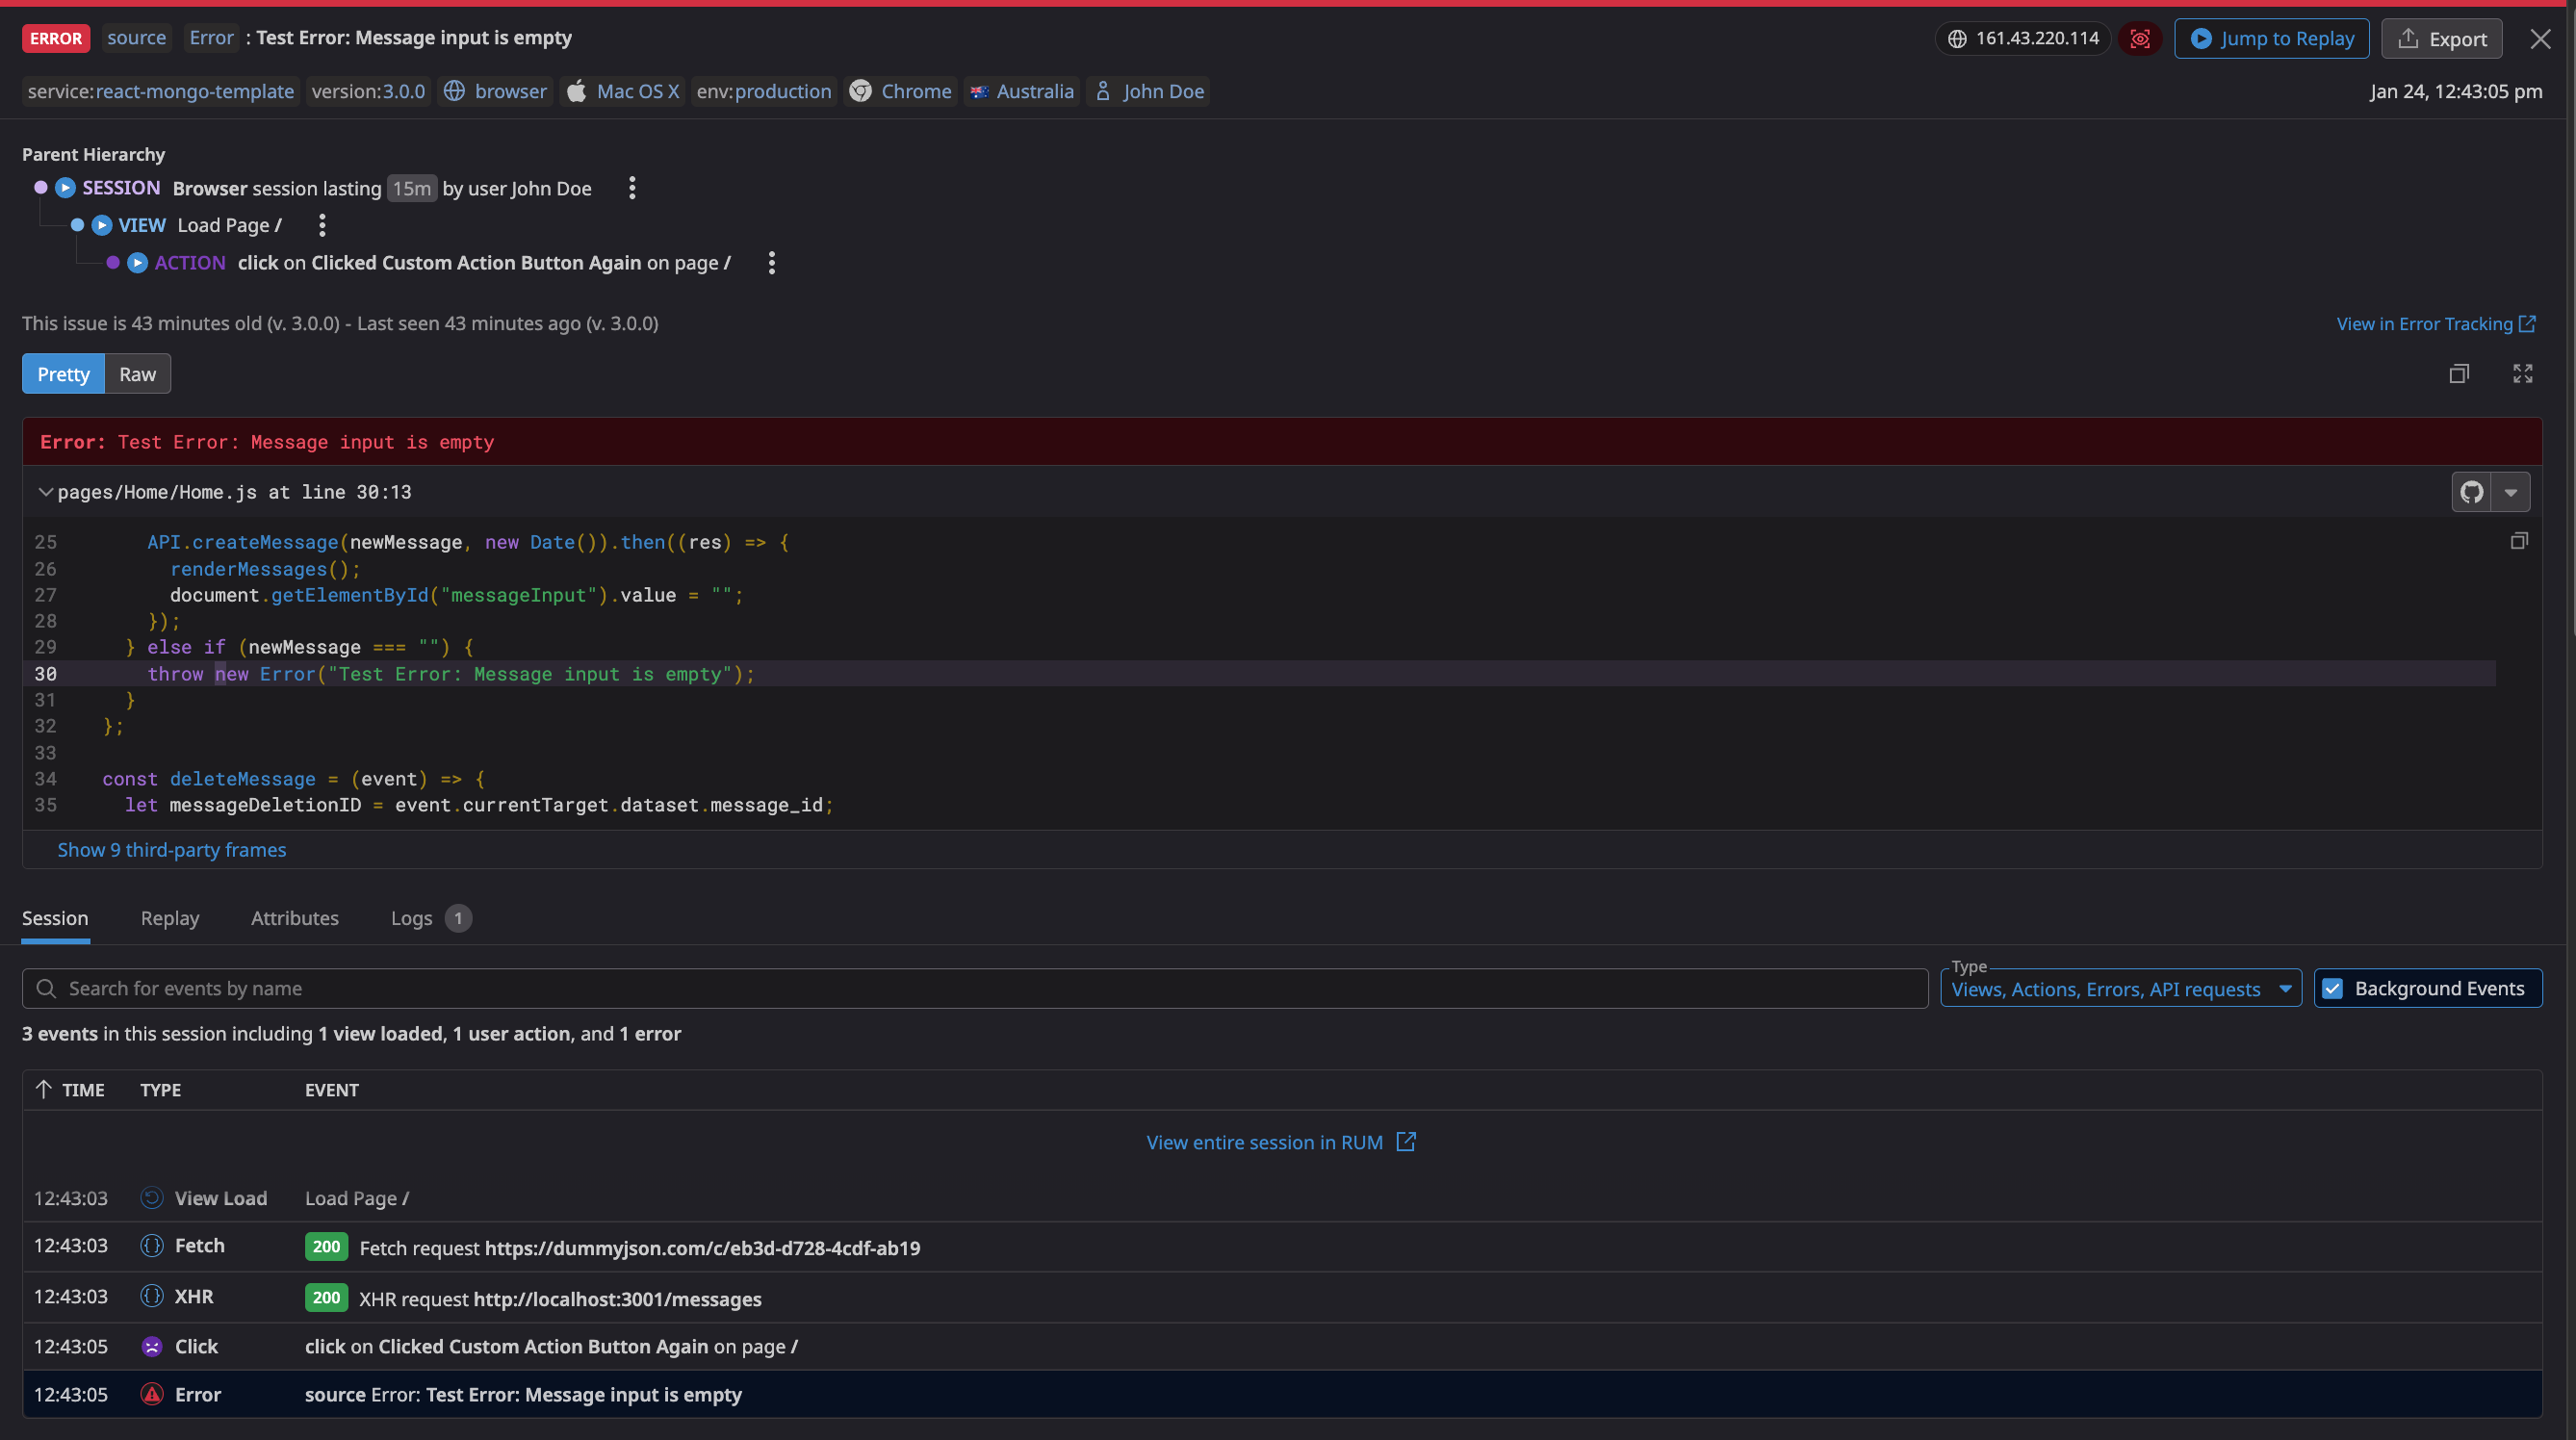 ERROR source Error : Test Error: Message input is empty 161.43.220.114 Jump to Replay Export
service:react-mongo-template version:3.0.0 browser Mac OS X env:production Chrome Australia John Doe Jan 24, 12:43:05 pm
Parent Hierarchy
SESSION Browser session lasting 15m by user John Doe
VIEW Load Page /
ACTION click on Clicked Custom Action Button Again on page /
This issue is 43 minutes old (v. 3.0.0) - Last seen 43 minutes ago (v. 3.0.0) View in Error Tracking
Pretty Raw
Error: Test Error: Message input is empty
pages/Home/Home.js at line 30:13
25 API.createMessage(newMessage, new Date()).then((res) => {
26 renderMessages();
27 document.getElementById("messageInput").value = "";
28 });
29 } else if (newMessage === "") {
30 throw new Error("Test Error: Message input is empty");
31 }
32 };
33
34 const deleteMessage = (event) => {
35 let messageDeletionID = event.currentTarget.dataset.message_id;
Show 9 third-party frames
Session Replay Attributes Logs 1
Type
Search for events by name Views, Actions, Errors, API requests Background Events
3 events in this session including 1 view loaded, 1 user action, and 1 error
TIME TYPE EVENT
View entire session in RUM
12:43:03 View Load Load Page /
12:43:03 Fetch 200 Fetch request https://dummyjson.com/c/eb3d-d728-4cdf-ab19
12:43:03 XHR 200 XHR request http://localhost:3001/messages
12:43:05 Click click on Clicked Custom Action Button Again on page /
12:43:05 Error source Error: Test Error: Message input is empty